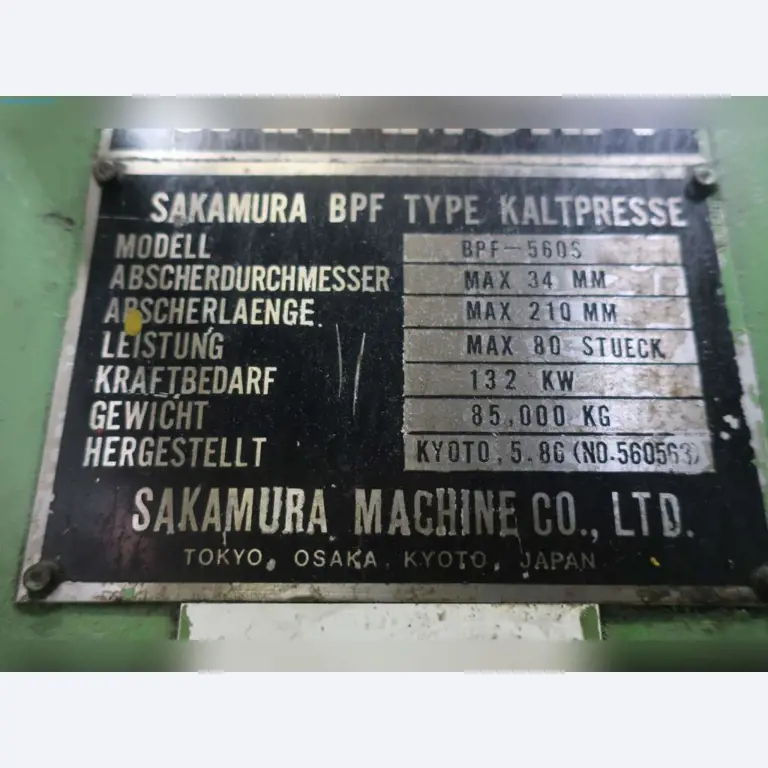 SAKAMURA BPF TYPE KALTPRESSE
MODELL BPF-560S
ABSCHERDURCHMESSER MAX 34 MM
ABSCHERLAENGE MAX 210 MM
LEISTUNG MAX 80 STUECK
KRAFTBEDARF 132 KW
GEWICHT 85,000 KG
HERGESTELLT KYOTO, 5.86 (NO.560563)
SAKAMURA MACHINE CO., LTD.
TOKYO, OSAKA, KYOTO, JAPAN